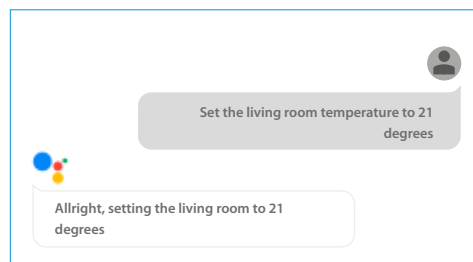 Set the living room temperature to 21
degrees
Allright, setting the living room to 21
degrees